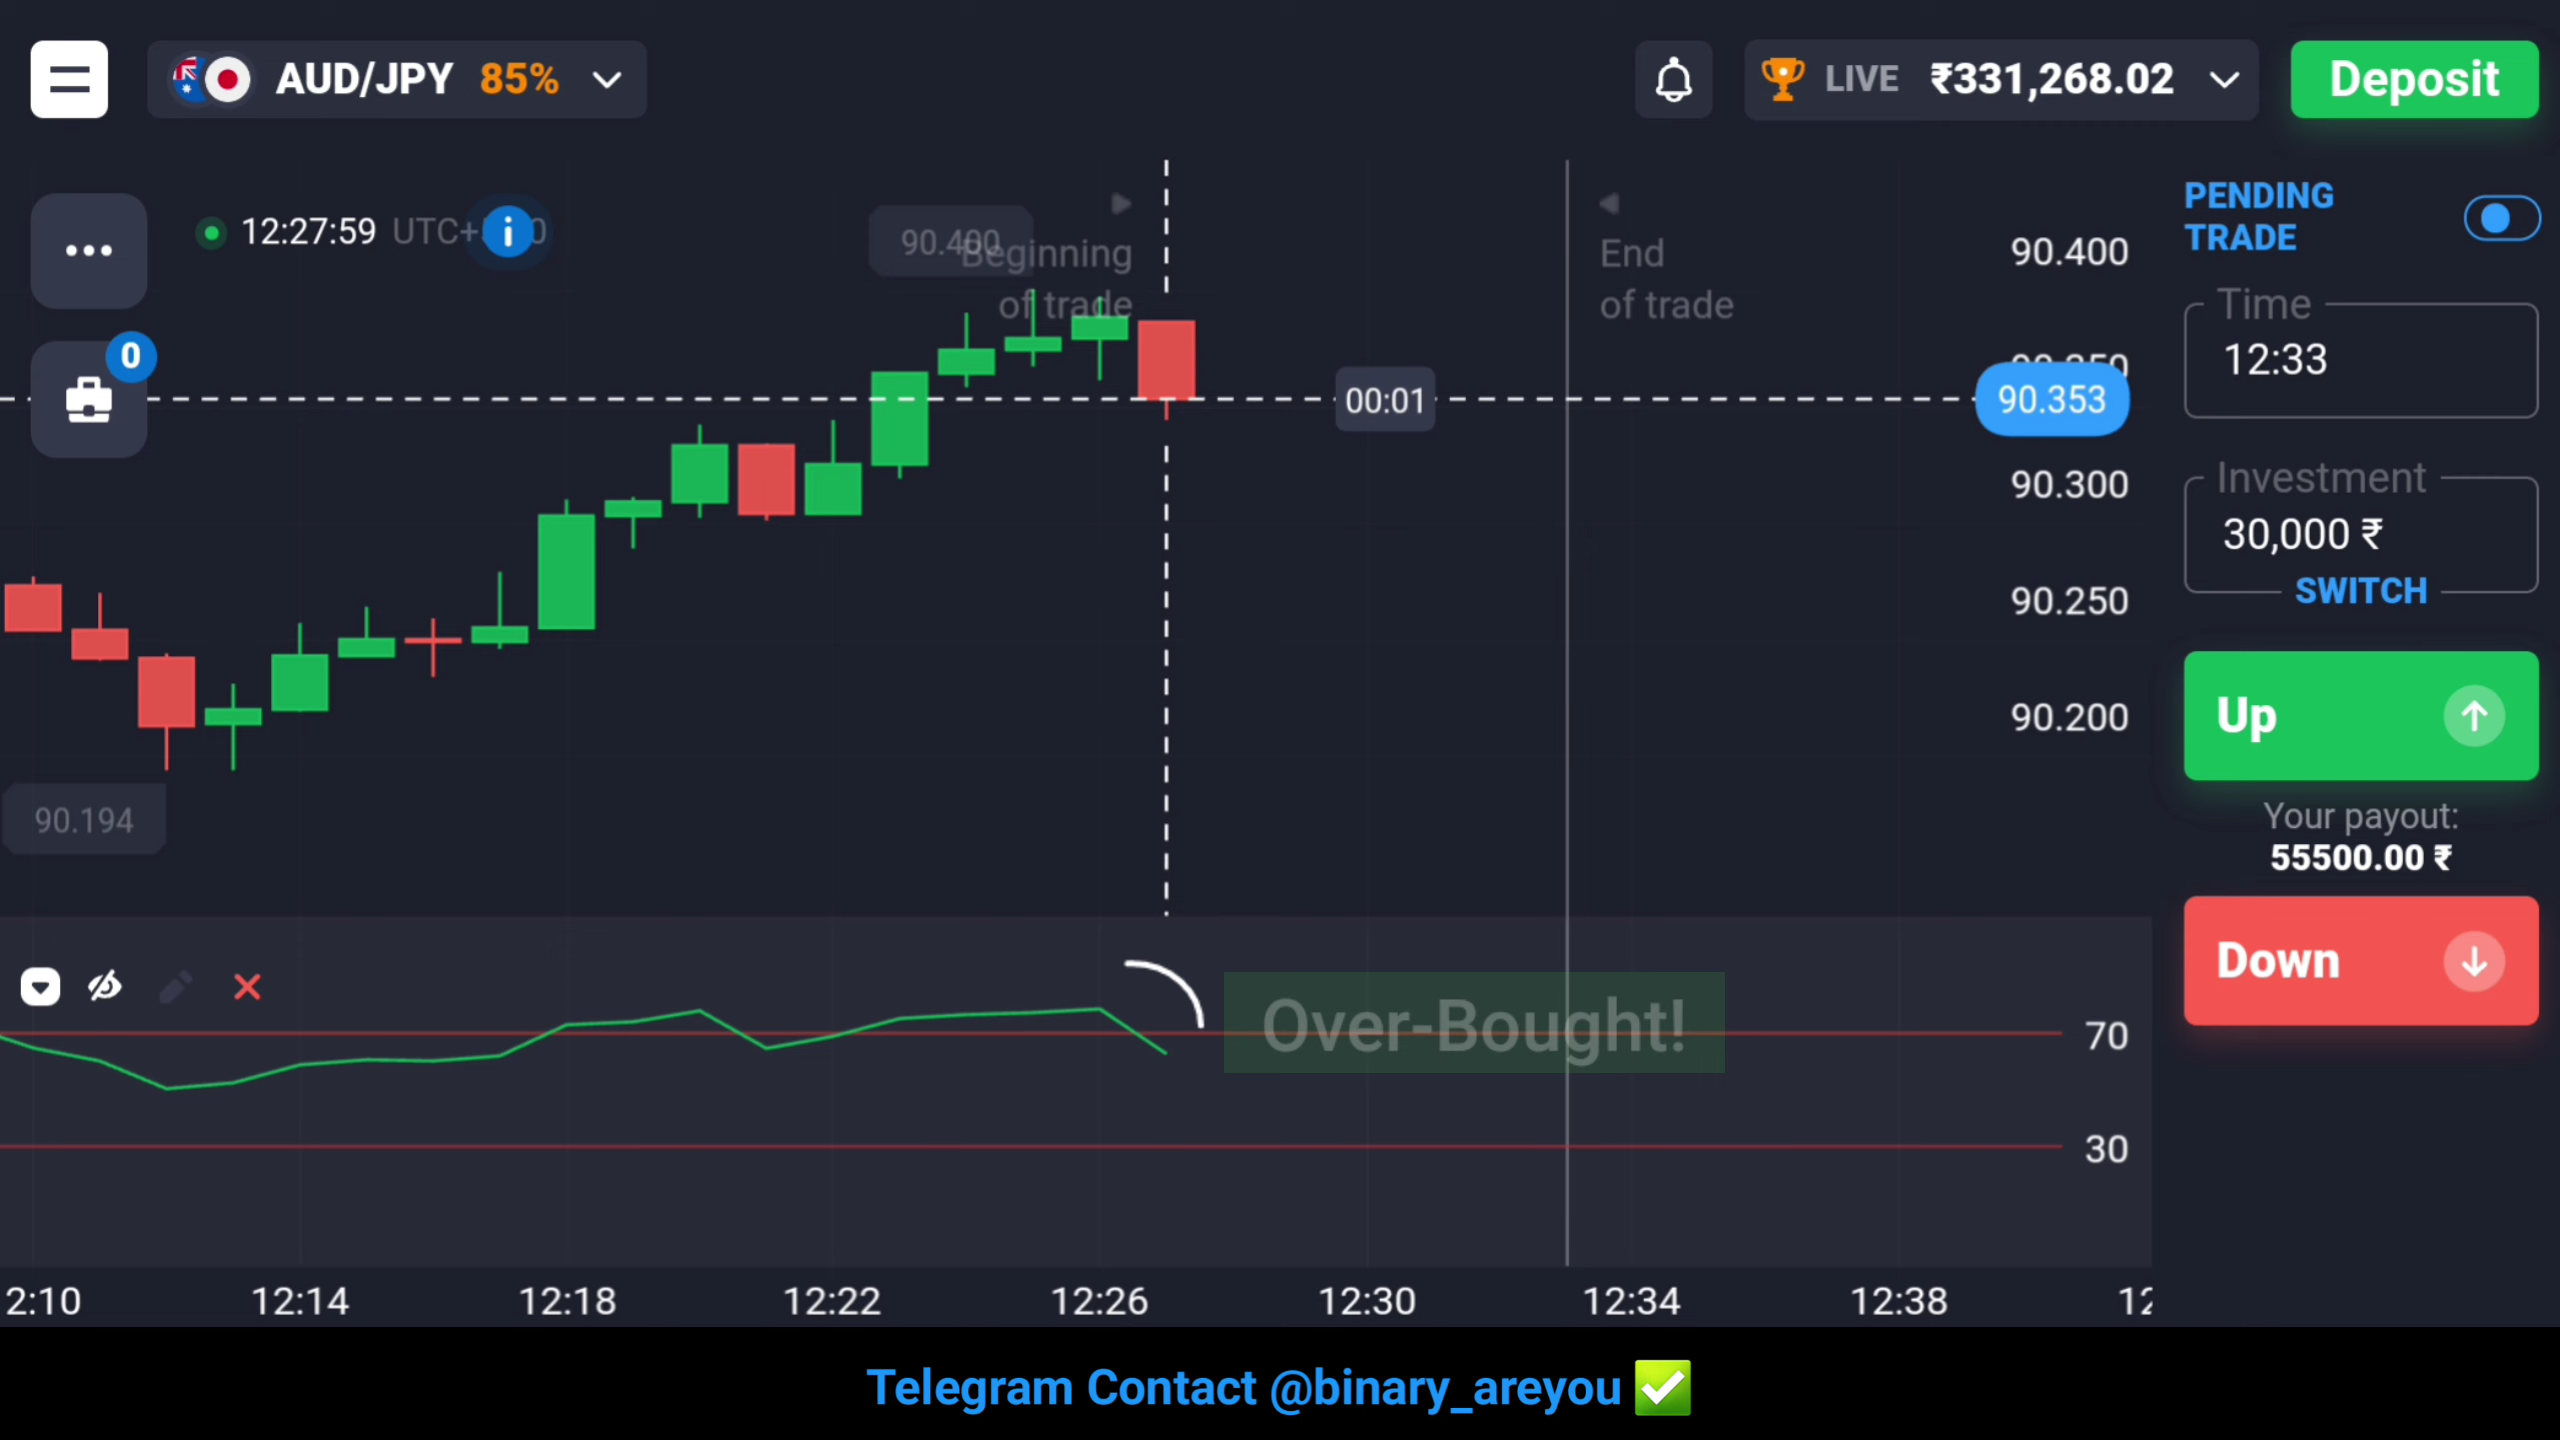 AUD/JPY 85%
LIVE ₹331,268.02
Deposit
12:27:59 UTC+
90.400
Beginning
of trade
End
of trade
90.400
PENDING
TRADE
Time
12:33
0
00:01
90.353
90.300
Investment
30,000 ₹
SWITCH
90.250
90.200
Up
Your payout:
55500.00 ₹
90.194
Down
Over-Bought!
70
30
2:10 12:14 12:18 12:22 12:26 12:30 12:34 12:38
Telegram Contact @binary_areyou ✅